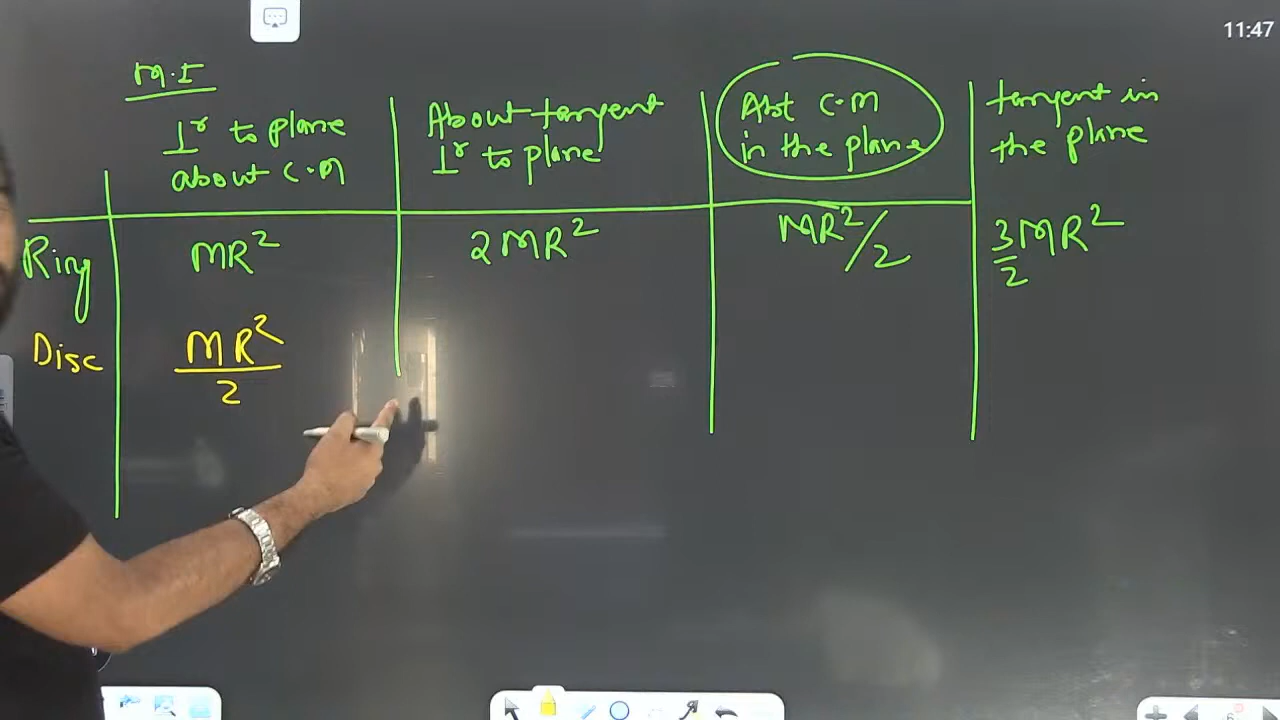 11:47
M.I
⊥r to plane
about C.M
About tangent
⊥r to plane
Abt C.M
in the plane
tangent in
the plane
Ring
MR²
2MR²
MR²/2
3/2 MR²
Disc
MR²
2